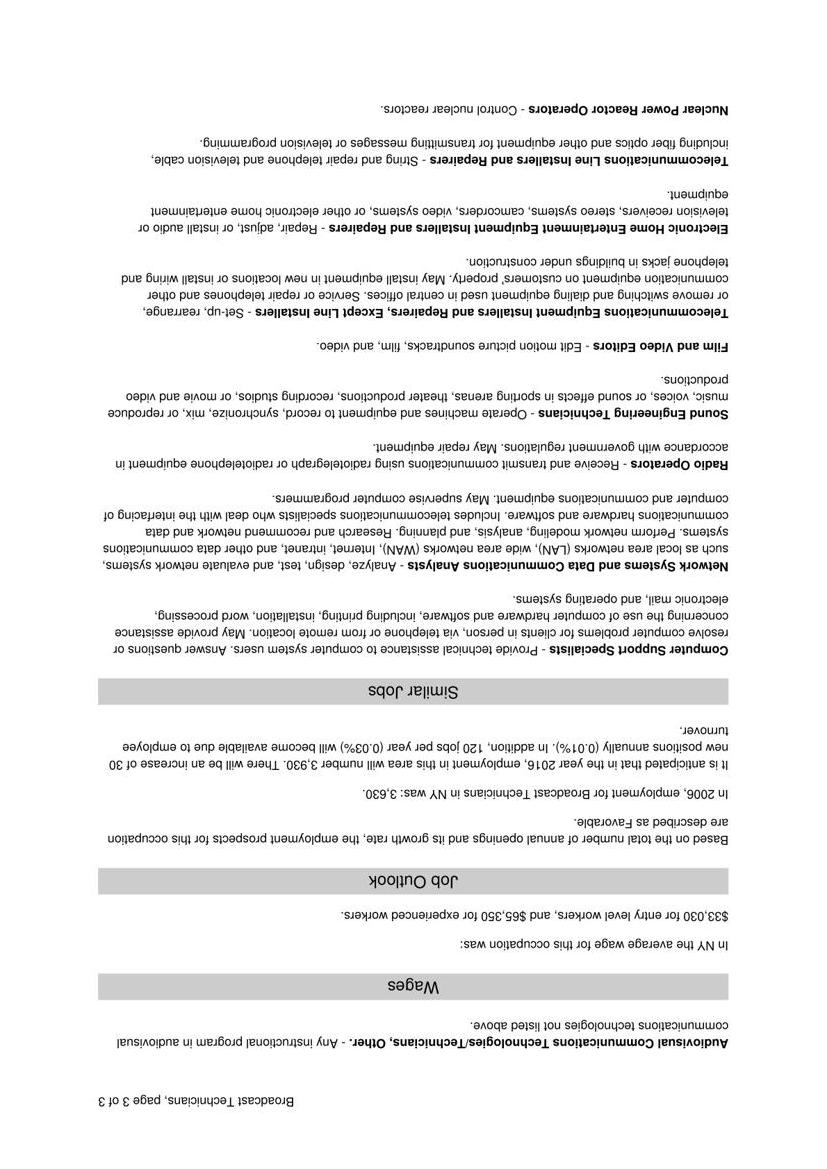 Broadcast Technicians, page 3 of 3
Audiovisual Communications Technologies/Technicians, Other. - Any instructional program in audiovisual
communications technologies not listed above.
Wages
In NY the average wage for this occupation was:
$33,030 for entry level workers, and $65,350 for experienced workers.
Job Outlook
Based on the total number of annual openings and its growth rate, the employment prospects for this occupation
are described as Favorable.
In 2006, employment for Broadcast Technicians in NY was: 3,630.
It is anticipated that in the year 2016, employment in this area will number 3,930. There will be an increase of 30
new positions annually (0.01%). In addition, 120 jobs per year (0.03%) will become available due to employee
turnover.
Similar Jobs
Computer Support Specialists - Provide technical assistance to computer system users. Answer questions or
resolve computer problems for clients in person, via telephone or from remote location. May provide assistance
concerning the use of computer hardware and software, including printing, installation, word processing,
electronic mail, and operating systems.
Network Systems and Data Communications Analysts - Analyze, design, test, and evaluate network systems,
such as local area networks (LAN), wide area networks (WAN), Internet, intranet, and other data communications
systems. Perform network modeling, analysis, and planning. Research and recommend network and data
communications hardware and software. Includes telecommunications specialists who deal with the interfacing of
computer and communications equipment. May supervise computer programmers.
Radio Operators - Receive and transmit communications using radiotelegraph or radiotelephone equipment in
accordance with government regulations. May repair equipment.
Sound Engineering Technicians - Operate machines and equipment to record, synchronize, mix, or reproduce
music, voices, or sound effects in sporting arenas, theater productions, recording studios, or movie and video
productions.
Film and Video Editors - Edit motion picture soundtracks, film, and video.
Telecommunications Equipment Installers and Repairers, Except Line Installers - Set-up, rearrange,
or remove switching and dialing equipment used in central offices. Service or repair telephones and other
communication equipment on customers' property. May install equipment in new locations or install wiring and
telephone jacks in buildings under construction.
Electronic Home Entertainment Equipment Installers and Repairers - Repair, adjust, or install audio or
television receivers, stereo systems, camcorders, video systems, or other electronic home entertainment
equipment.
Telecommunications Line Installers and Repairers - String and repair telephone and television cable,
including fiber optics and other equipment for transmitting messages or television programming.
Nuclear Power Reactor Operators - Control nuclear reactors.